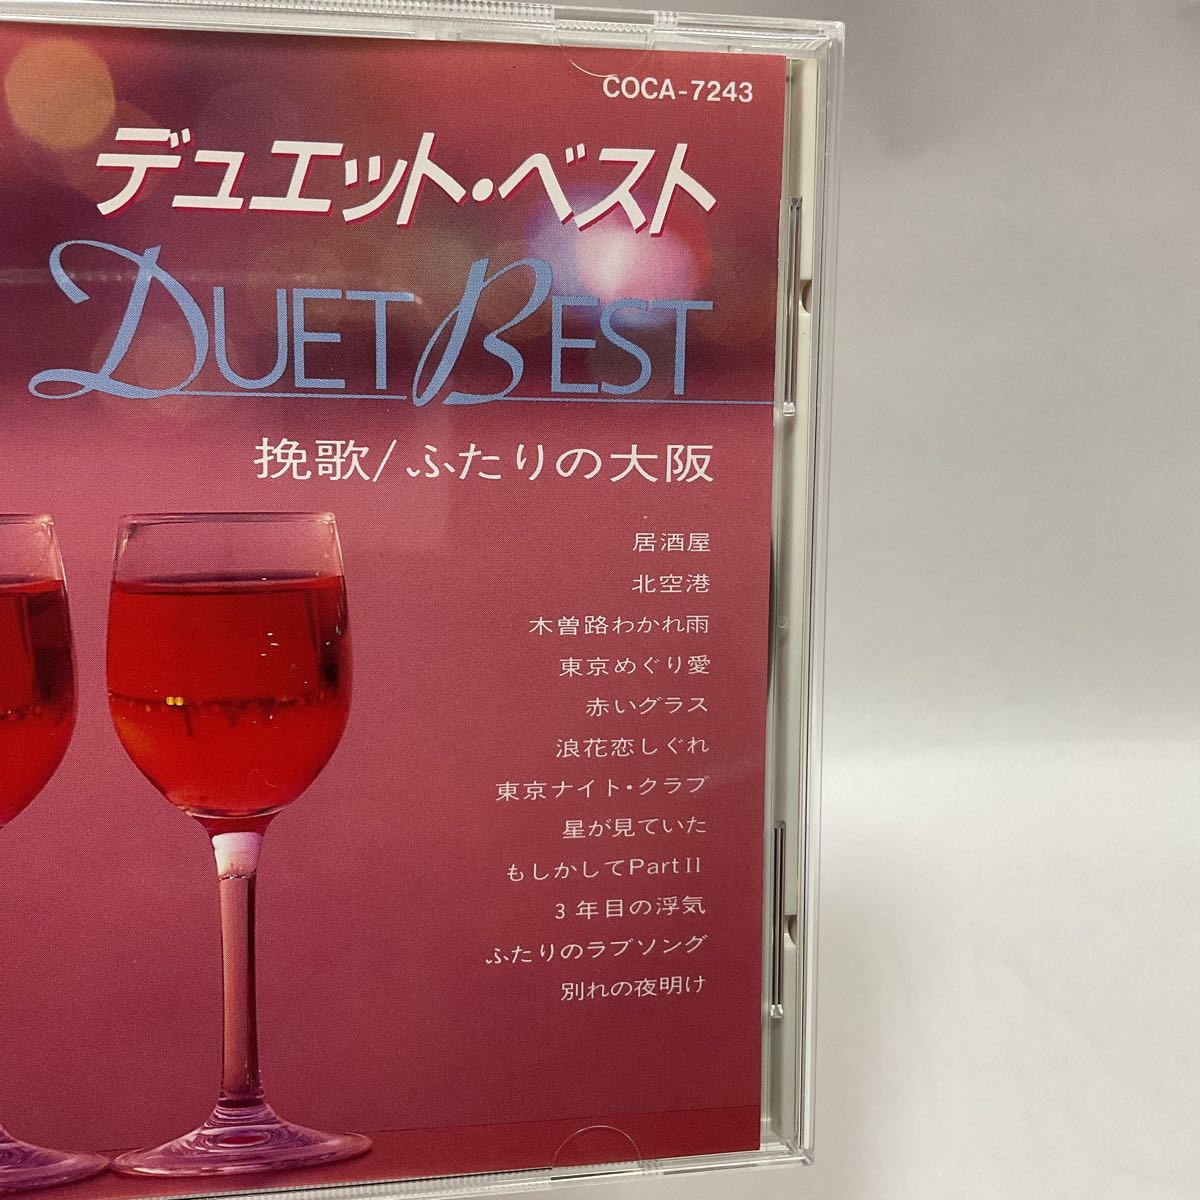 COCA-7243
デュエット・ベスト
DUET BEST
挽歌/ふたりの大阪
居酒屋
北空港
木曽路わかれ雨
東京めぐり愛
赤いグラス
浪花恋しぐれ
東京ナイト・クラブ
星が見ていた
もしかしてPartII
3年目の浮気
ふたりのラブソング
別れの夜明け